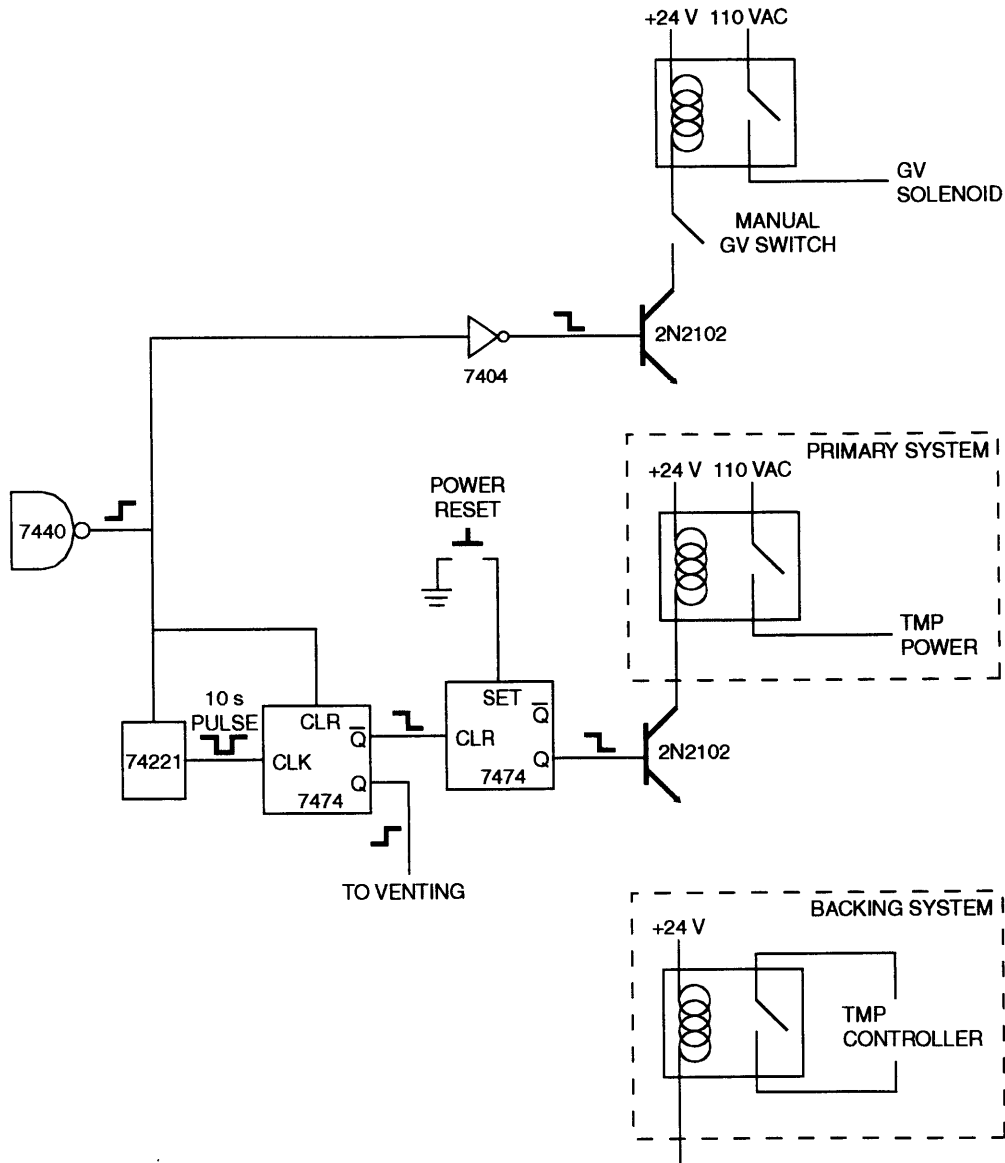 +24 V 110 VAC
GV
SOLENOID
MANUAL
GV SWITCH
2N2102
7404
PRIMARY SYSTEM
+24 V 110 VAC
POWER
RESET
7440
TMP
POWER
10 s
PULSE
SET
Q̅
CLR
Q̅
CLR
Q
2N2102
74221
CLK
Q
7474
7474
TO VENTING
BACKING SYSTEM
+24 V
TMP
CONTROLLER